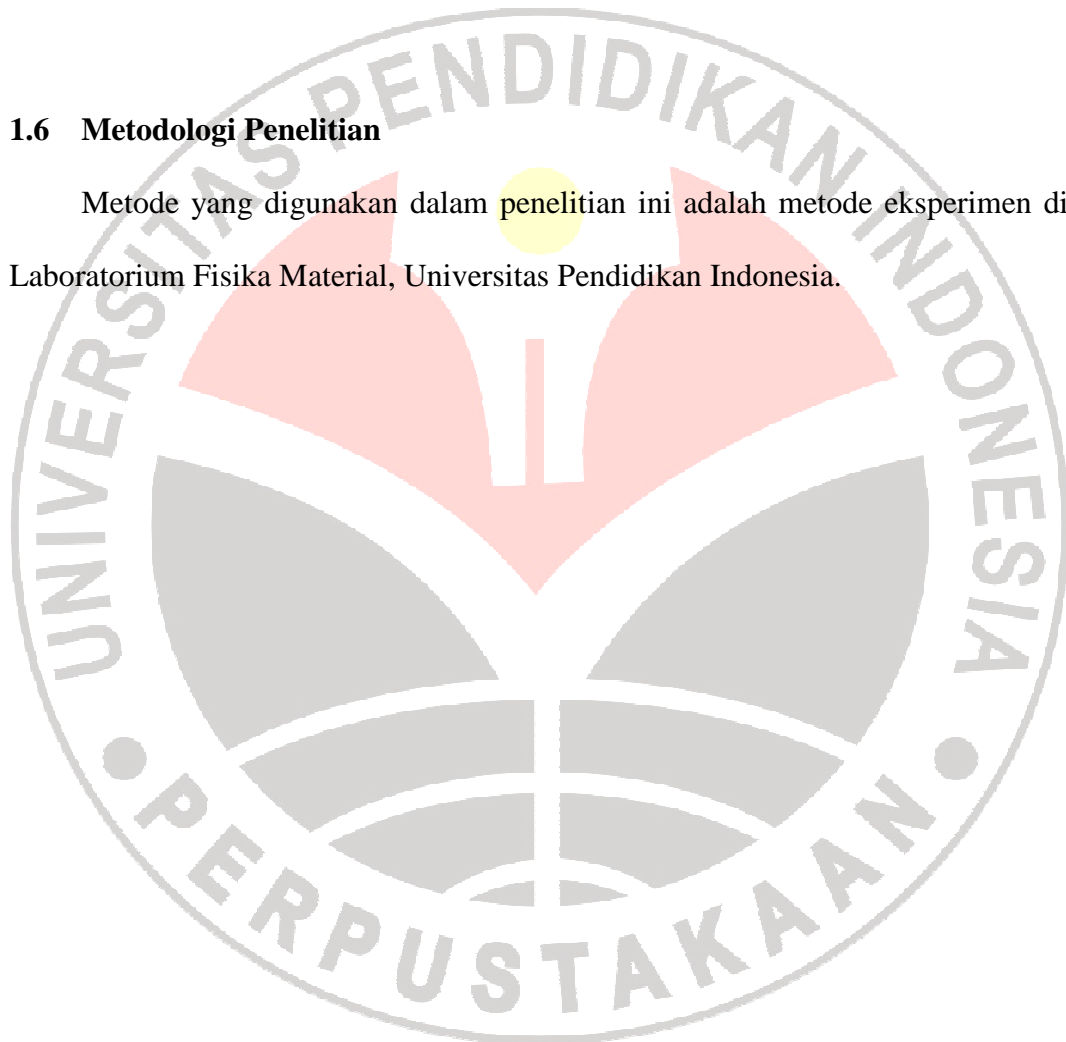 1.6 Metodologi Penelitian
Metode yang digunakan dalam penelitian ini adalah metode eksperimen di
Laboratorium Fisika Material, Universitas Pendidikan Indonesia.
UNIVERSITAS PENDIDIKAN INDONESIA
PERPUSTAKAAN